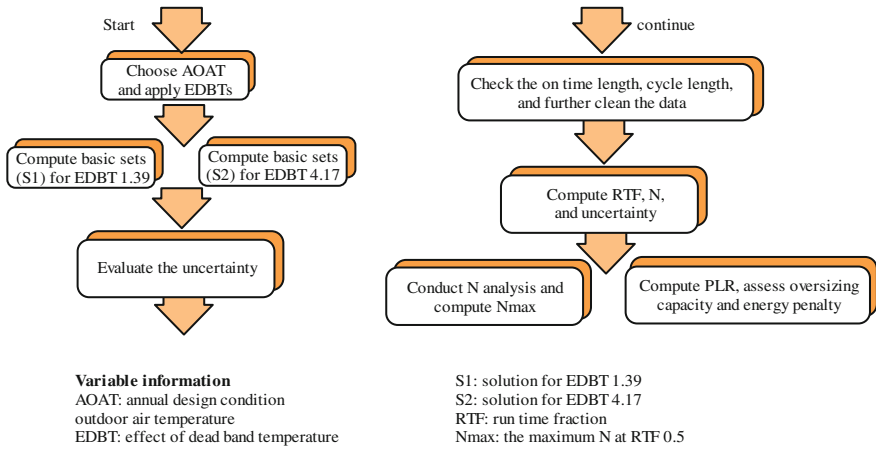 Start
Choose AOAT
and apply EDBTs
Compute basic sets
(S1) for EDBT 1.39
Compute basic sets
(S2) for EDBT 4.17
Evaluate the uncertainty
continue
Check the on time length, cycle length,
and further clean the data
Compute RTF, N,
and uncertainty
Conduct N analysis and
compute Nmax
Compute PLR, assess oversizing
capacity and energy penalty
Variable information
AOAT: annual design condition
outdoor air temperature
EDBT: effect of dead band temperature
S1: solution for EDBT 1.39
S2: solution for EDBT 4.17
RTF: run time fraction
Nmax: the maximum N at RTF 0.5